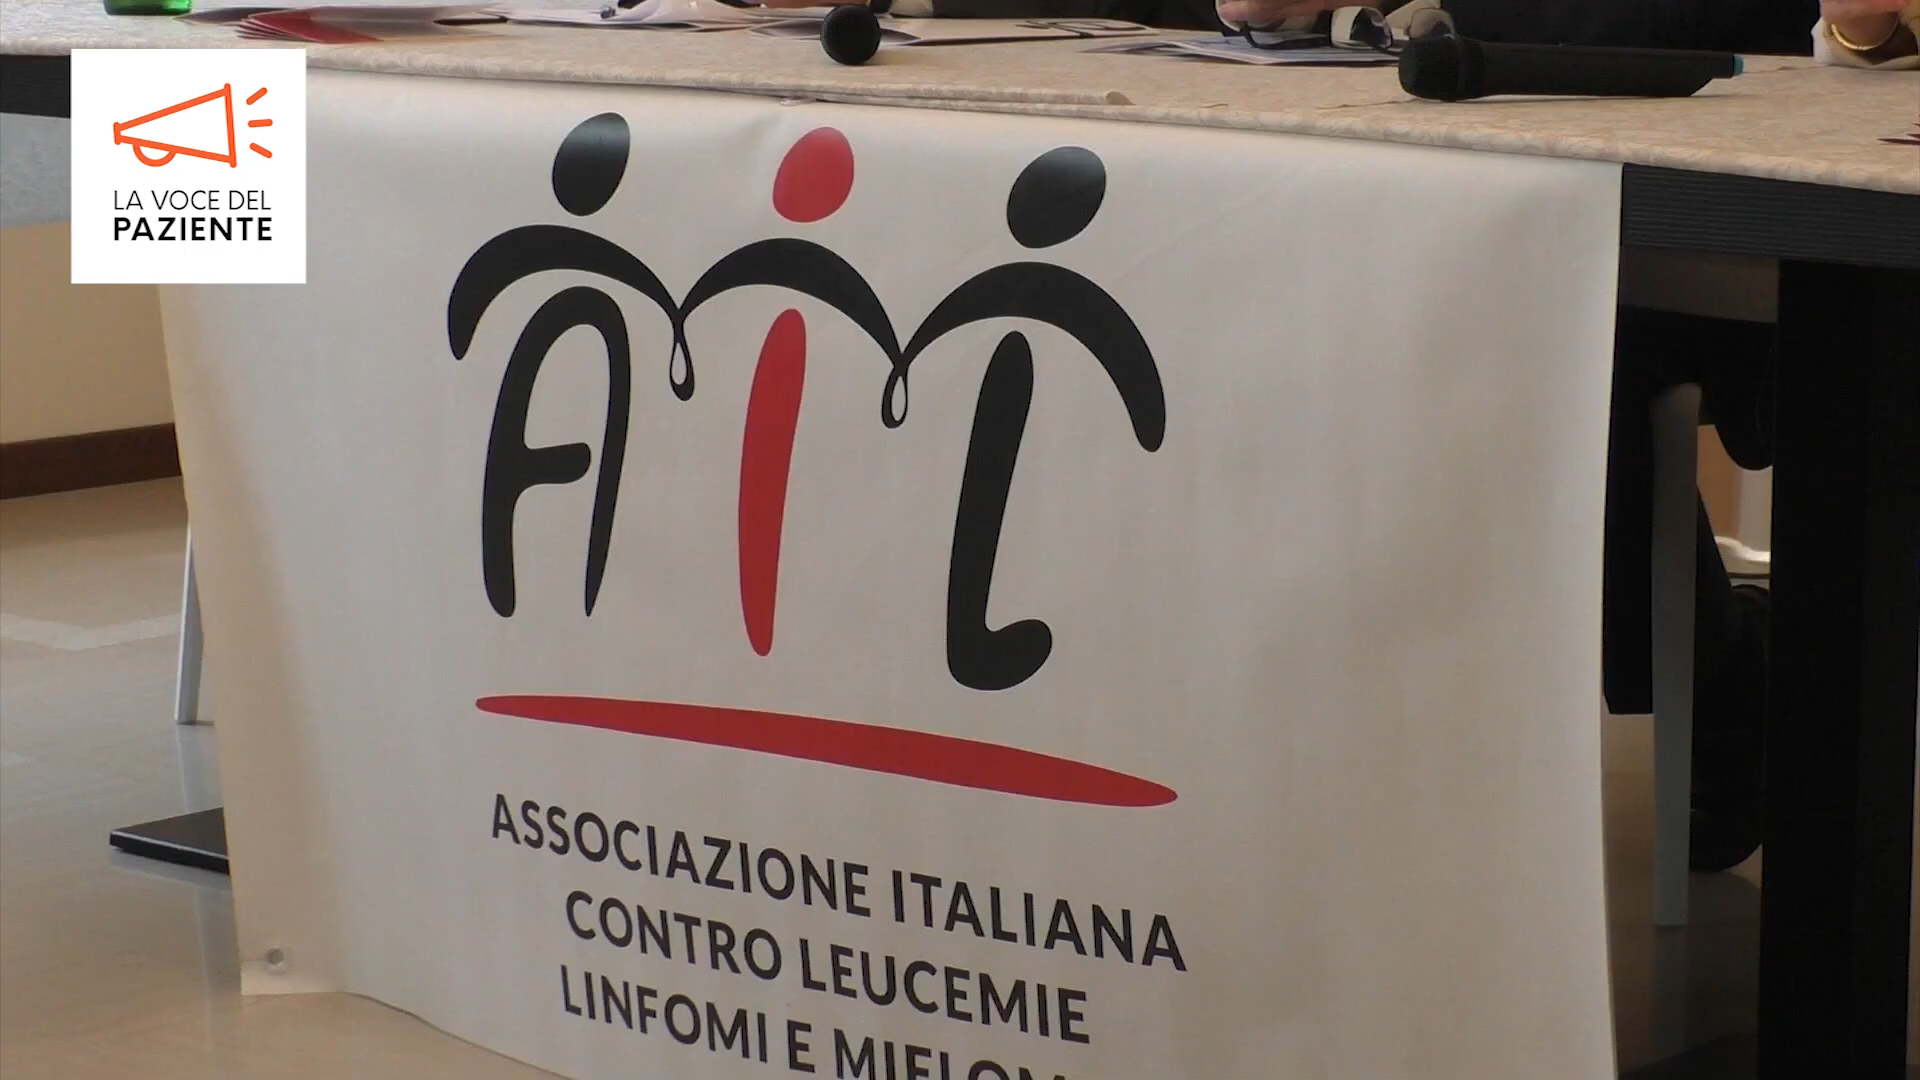 LA VOCE DEL
PAZIENTE
AIL
ASSOCIAZIONE ITALIANA
CONTRO LEUCEMIE
LINFOMI E